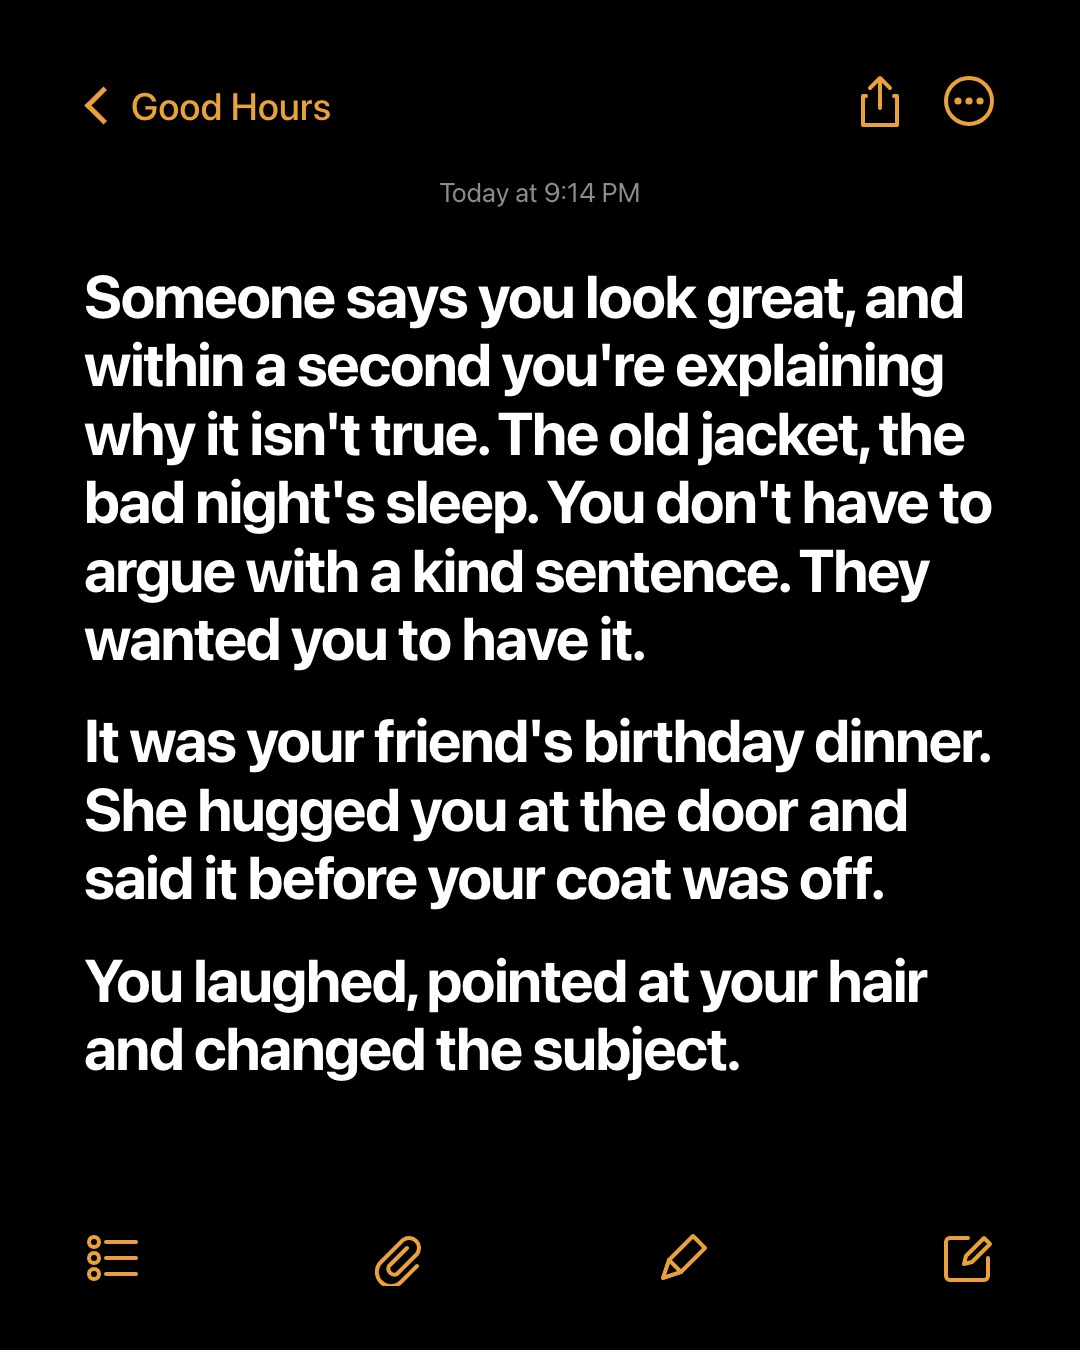 Good Hours
Today at 9:14 PM
Someone says you look great, and
within a second you're explaining
why it isn't true. The old jacket, the
bad night's sleep. You don't have to
argue with a kind sentence. They
wanted you to have it.
It was your friend's birthday dinner.
She hugged you at the door and
said it before your coat was off.
You laughed, pointed at your hair
and changed the subject.